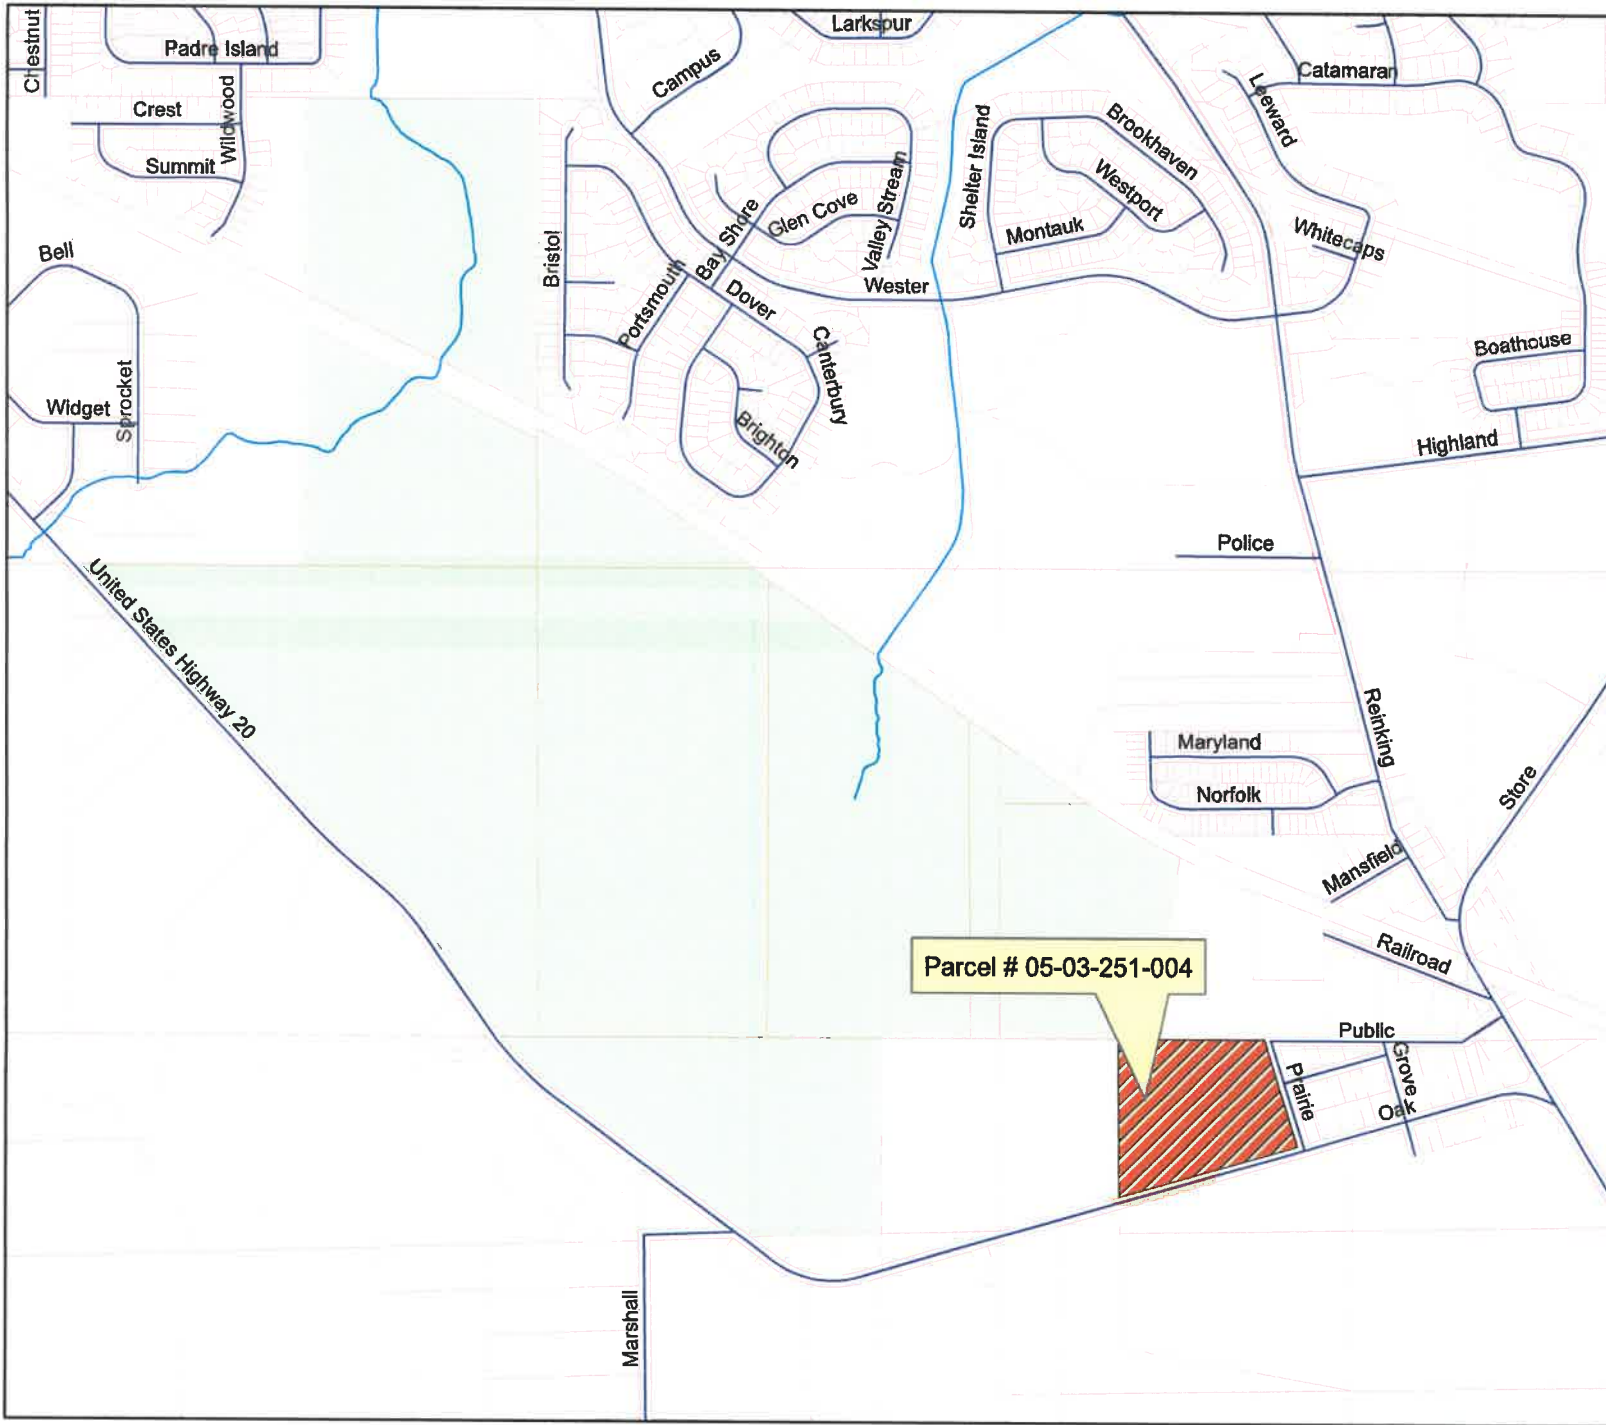 Chestnut
Padre Island
Larkspur
Campus
Catamaran
Leeward
Crest
Wildwood
Summit
Shelter Island
Brookhaven
Westport
Valley Stream
Glen Cove
Bay Shore
Montauk
Whitecaps
Bell
Bristol
Portsmouth
Dover
Wester
Canterbury
Boathouse
Sprocket
Widget
Brighton
Highland
Police
United States Highway 20
Reinking
Maryland
Norfolk
Store
Mansfield
Railroad
Parcel # 05-03-251-004
Public
Prairie
Grove
Oak
Marshall